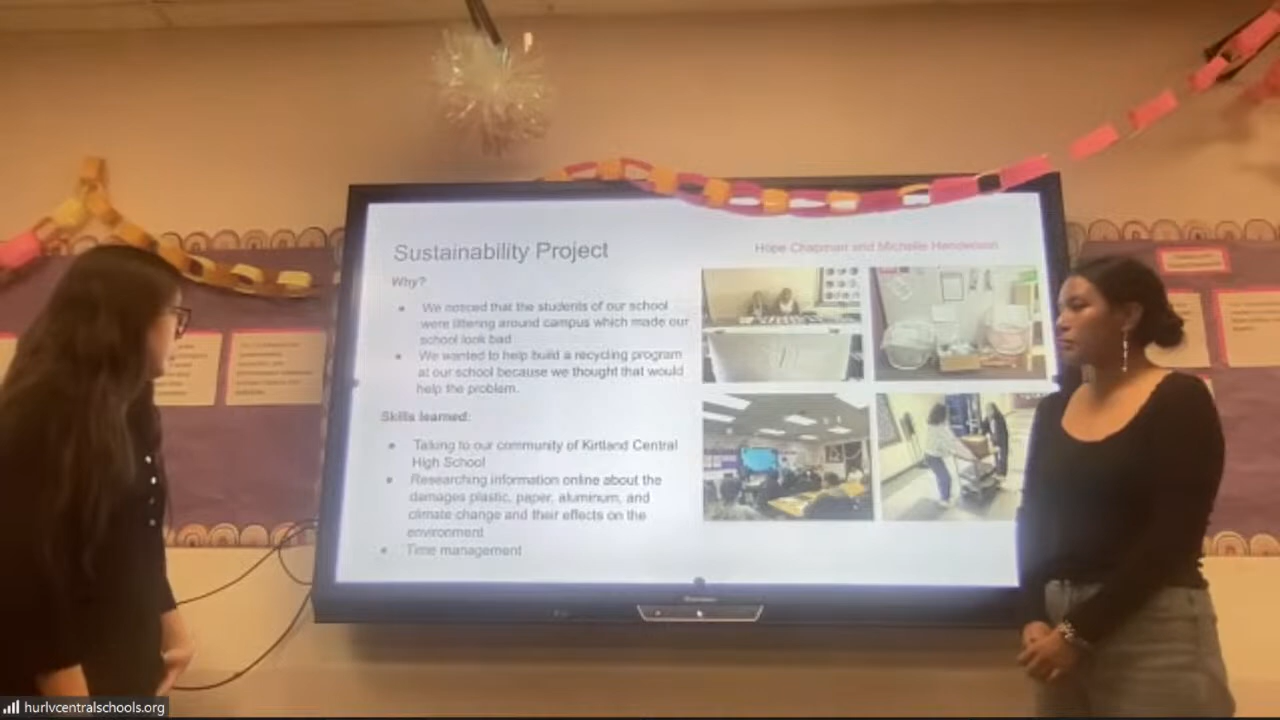 Sustainability Project
Hope Chapman and Michelle Henderson
Why?
We noticed that the students of our school
were littering around campus which made our
school look bad
We wanted to help build a recycling program
at our school because we thought that would
help the problem.
Skills learned:
Talking to our community of Kirtland Central
High School
Researching information online about the
damages plastic, paper, aluminum, and
climate change and their effects on the
environment
Time management
hurlvcentralschools.org